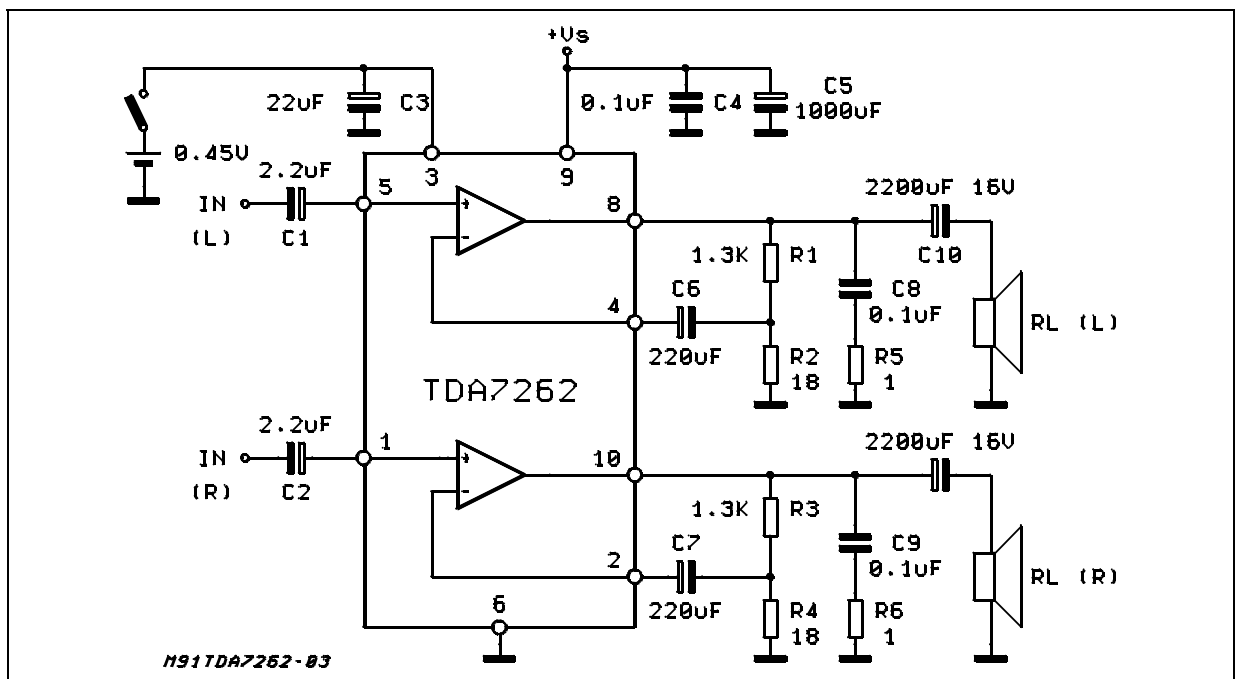 +Vs
22uF C3
0.1uF C4
C5
1000uF
0.45V
2.2uF
IN
(L)
C1
5
3
9
8
2200uF 16V
C10
1.3K R1
C6
C8
0.1uF
4
220uF
R2
18
R5
1
RL (L)
TDA7262
2.2uF
IN
(R)
C2
1
10
2200uF 16V
1.3K R3
C7
C9
0.1uF
2
220uF
R4
18
R6
1
RL (R)
6
M91TDA7262-03
+
-
+
-